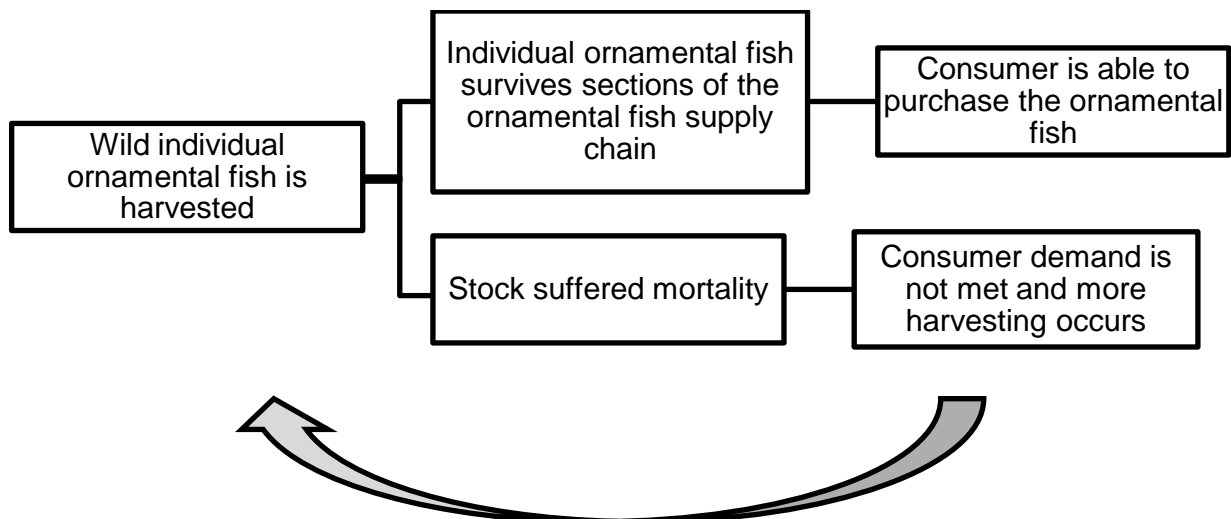 Wild individual
ornamental fish is
harvested
Individual ornamental fish
survives sections of the
ornamental fish supply
chain
Consumer is able to
purchase the ornamental
fish
Stock suffered mortality
Consumer demand is
not met and more
harvesting occurs